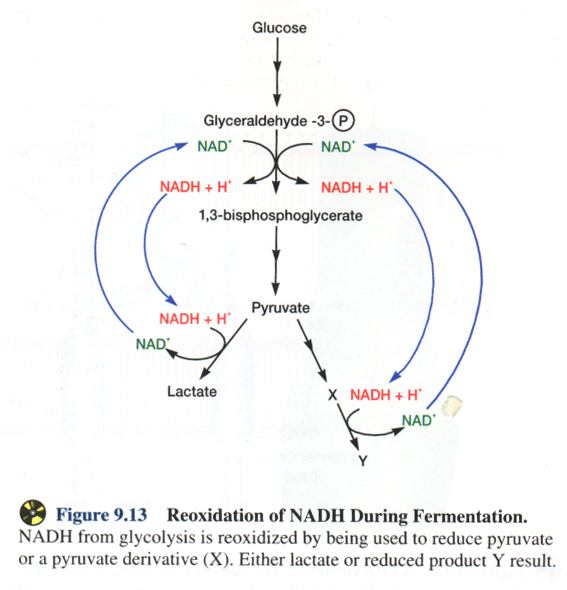 Glucose
Glyceraldehyde -3-P
NAD+ NAD+
NADH + H+ NADH + H+
1,3-bisphosphoglycerate
Pyruvate
NADH + H+
NAD+
Lactate
X NADH + H+
NAD+
Y
Figure 9.13 Reoxidation of NADH During Fermentation.
NADH from glycolysis is reoxidized by being used to reduce pyruvate
or a pyruvate derivative (X). Either lactate or reduced product Y result.